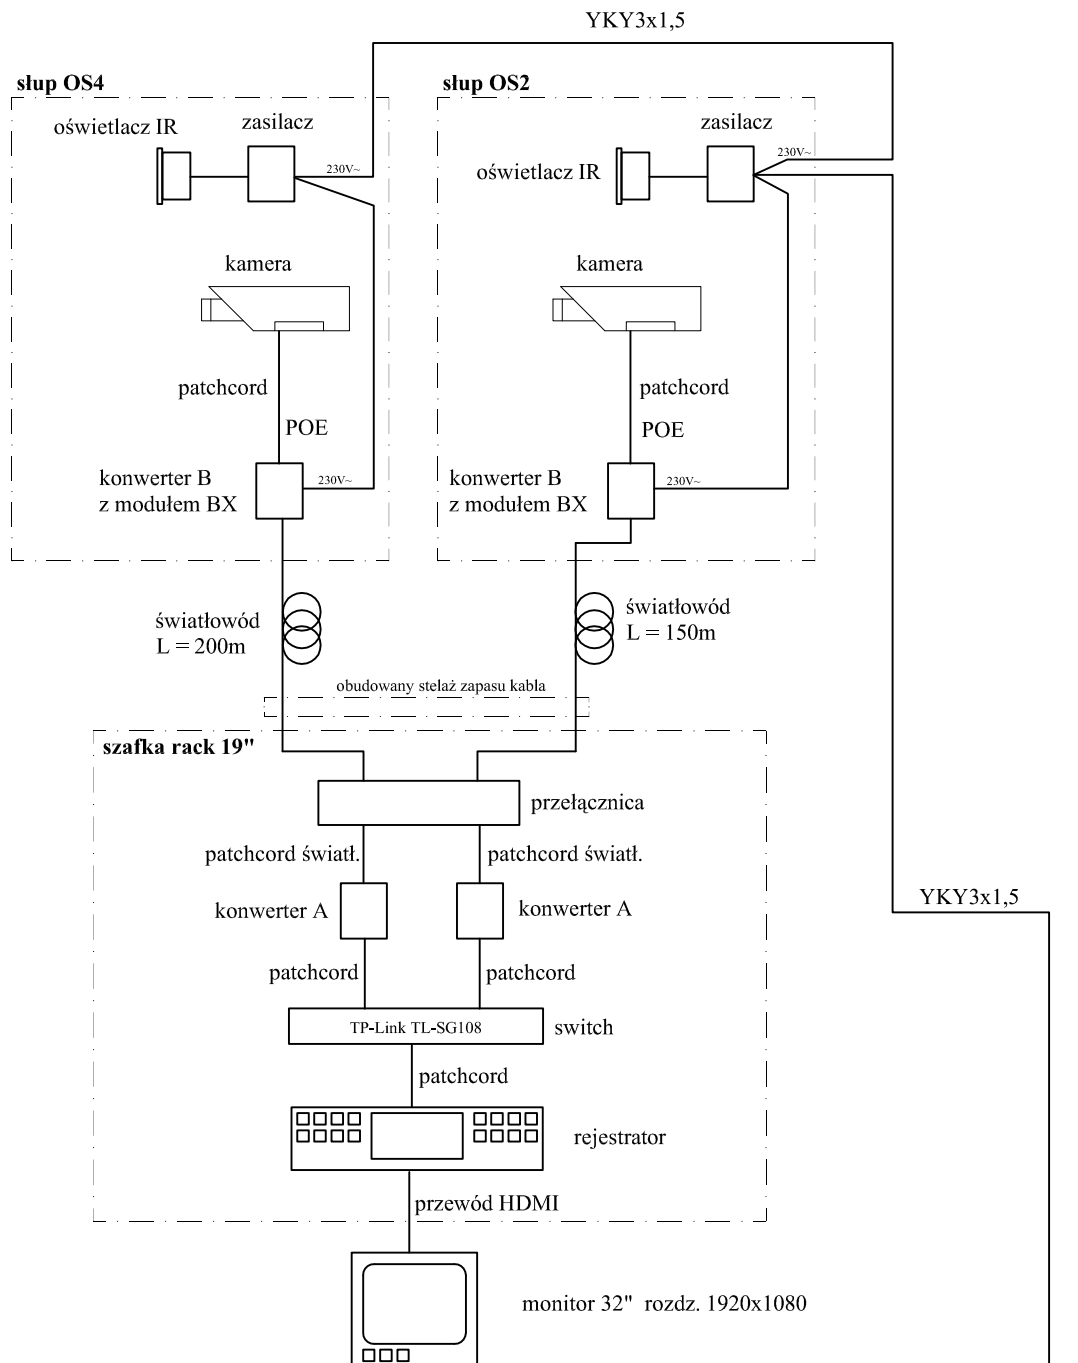 YKY3x1,5
słup OS4
słup OS2
oświetlacz IR
zasilacz
230V~
oświetlacz IR
zasilacz
230V~
kamera
kamera
patchcord
patchcord
POE
POE
konwerter B
z modułem BX
230V~
konwerter B
z modułem BX
230V~
światłowód
L = 200m
światłowód
L = 150m
obudowany stelaż zapasu kabla
szafka rack 19"
przełącznica
patchcord światł.
patchcord światł.
konwerter A
konwerter A
YKY3x1,5
patchcord
patchcord
TP-Link TL-SG108
switch
patchcord
rejestrator
przewód HDMI
monitor 32" rozdz. 1920x1080